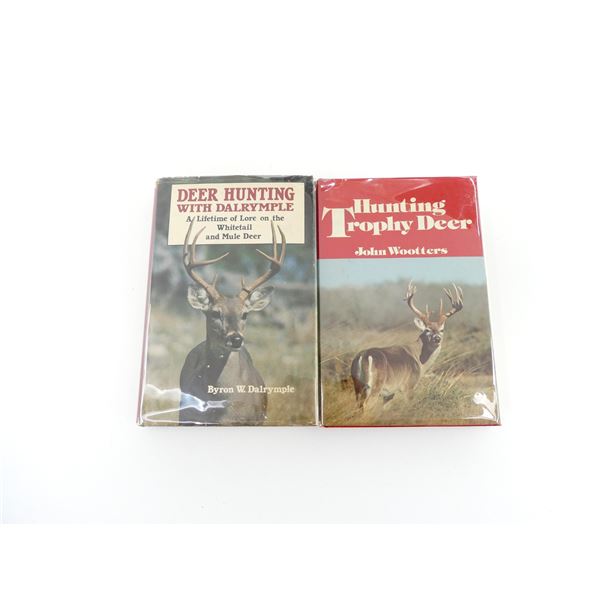 DEER HUNTING
WITH DALRYMPLE
A Lifetime of Lore on the
Whitetail
and Mule Deer
Byron W. Dalrymple
Hunting
Trophy Deer
John Wootters